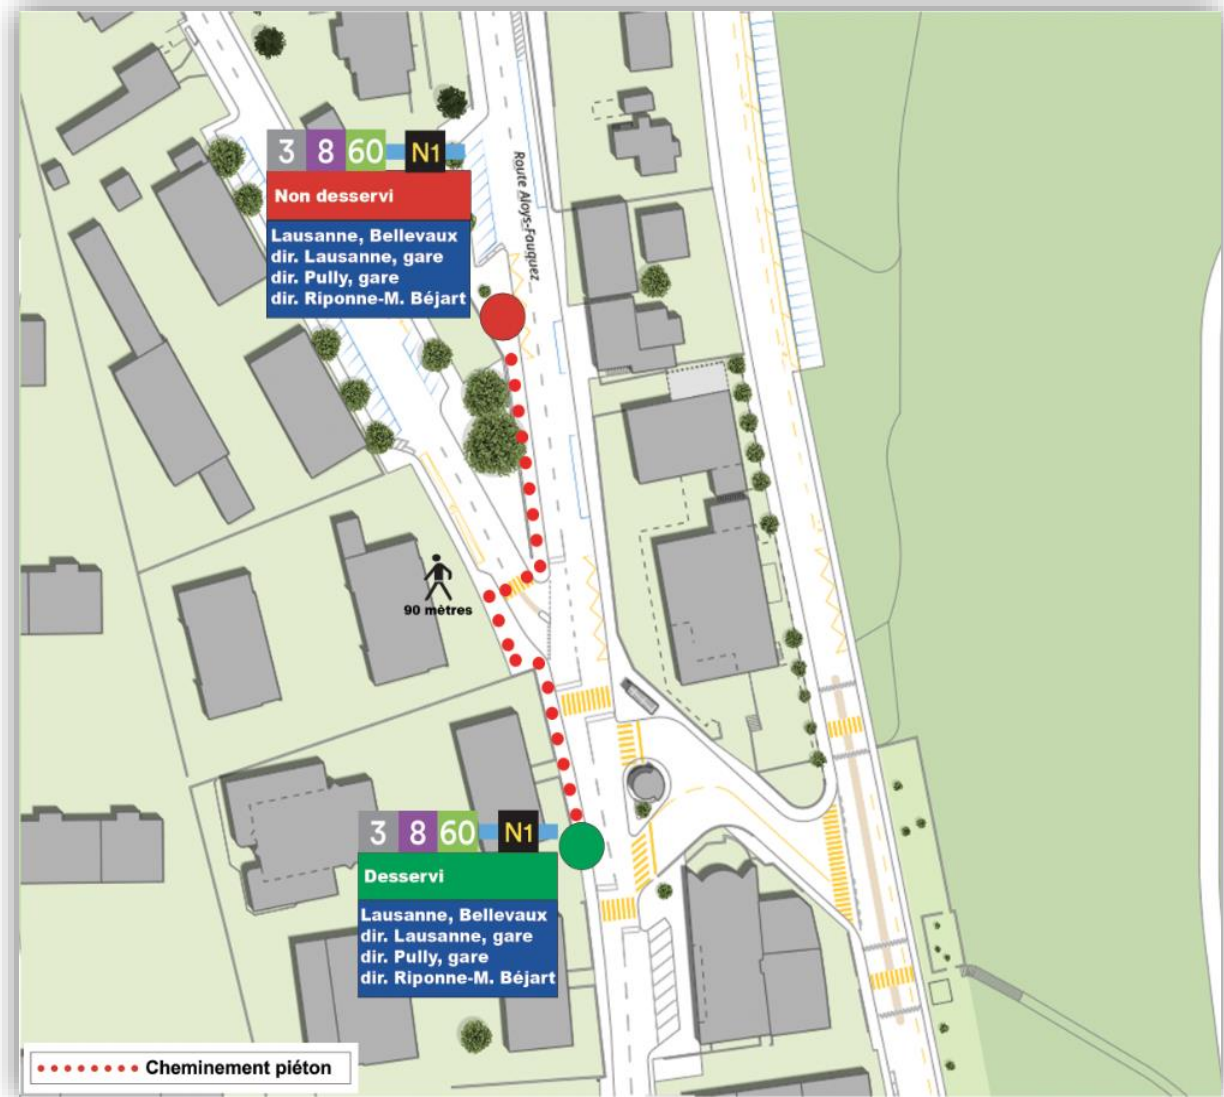 3 8 60 N1
Non desservi
Lausanne, Bellevaux
dir. Lausanne, gare
dir. Pully, gare
dir. Riponne-M. Béjart
Route Aloys-Fauquez
90 mètres
3 8 60 N1
Desservi
Lausanne, Bellevaux
dir. Lausanne, gare
dir. Pully, gare
dir. Riponne-M. Béjart
Cheminement piéton